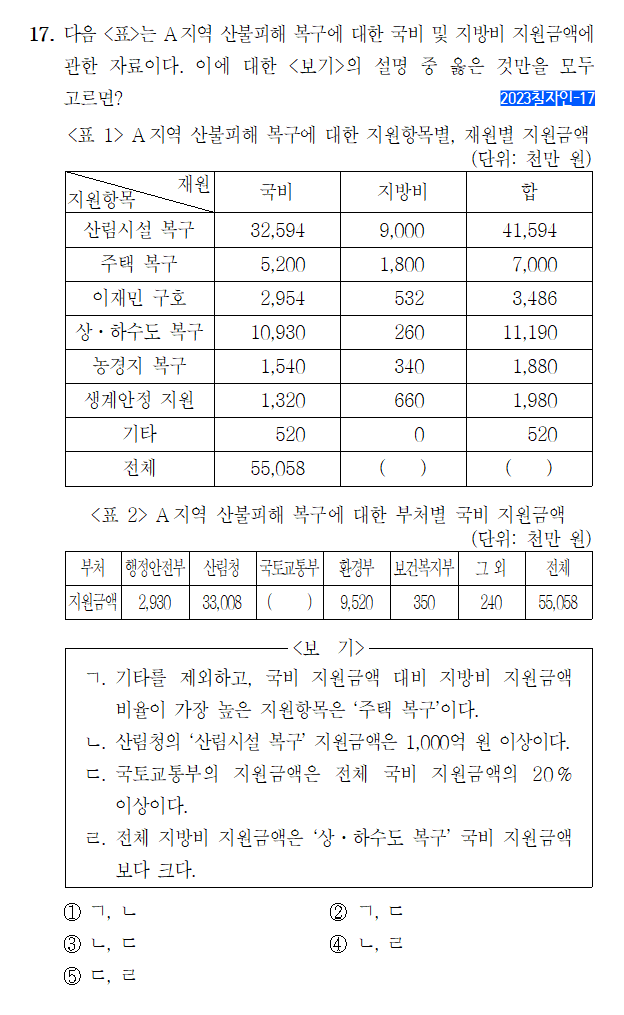 17. 다음 <표>는 A지역 산불피해 복구에 대한 국비 및 지방비 지원금액에
관한 자료이다. 이에 대한 <보기>의 설명 중 옳은 것만을 모두
고르면?
2023칠자인-17
<표 1> A지역 산불피해 복구에 대한 지원항목별, 재원별 지원금액
(단위: 천만 원)
재원
지원항목 국비 지방비 합
산림시설 복구 32,594 9,000 41,594
주택 복구 5,200 1,800 7,000
이재민 구호 2,954 532 3,486
상·하수도 복구 10,930 260 11,190
농경지 복구 1,540 340 1,880
생계안정 지원 1,320 660 1,980
기타 520 0 520
전체 55,058 ( ) ( )
<표 2> A지역 산불피해 복구에 대한 부처별 국비 지원금액
(단위: 천만 원)
부처 행정안전부 산림청 국토교통부 환경부 보건복지부 그 외 전체
지원금액 2,930 33,008 ( ) 9,520 350 240 55,058
<보 기>
ㄱ. 기타를 제외하고, 국비 지원금액 대비 지방비 지원금액
비율이 가장 높은 지원항목은 ‘주택 복구’이다.
ㄴ. 산림청의 ‘산림시설 복구’ 지원금액은 1,000억 원 이상이다.
ㄷ. 국토교통부의 지원금액은 전체 국비 지원금액의 20%
이상이다.
ㄹ. 전체 지방비 지원금액은 ‘상·하수도 복구’ 국비 지원금액
보다 크다.
① ㄱ, ㄴ
② ㄱ, ㄷ
③ ㄴ, ㄷ
④ ㄴ, ㄹ
⑤ ㄷ, ㄹ